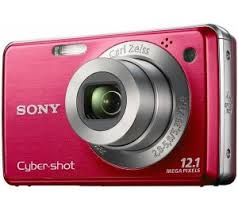 Carl Zeiss
SONY
Cyber-shot
12.1
MEGA PIXELS